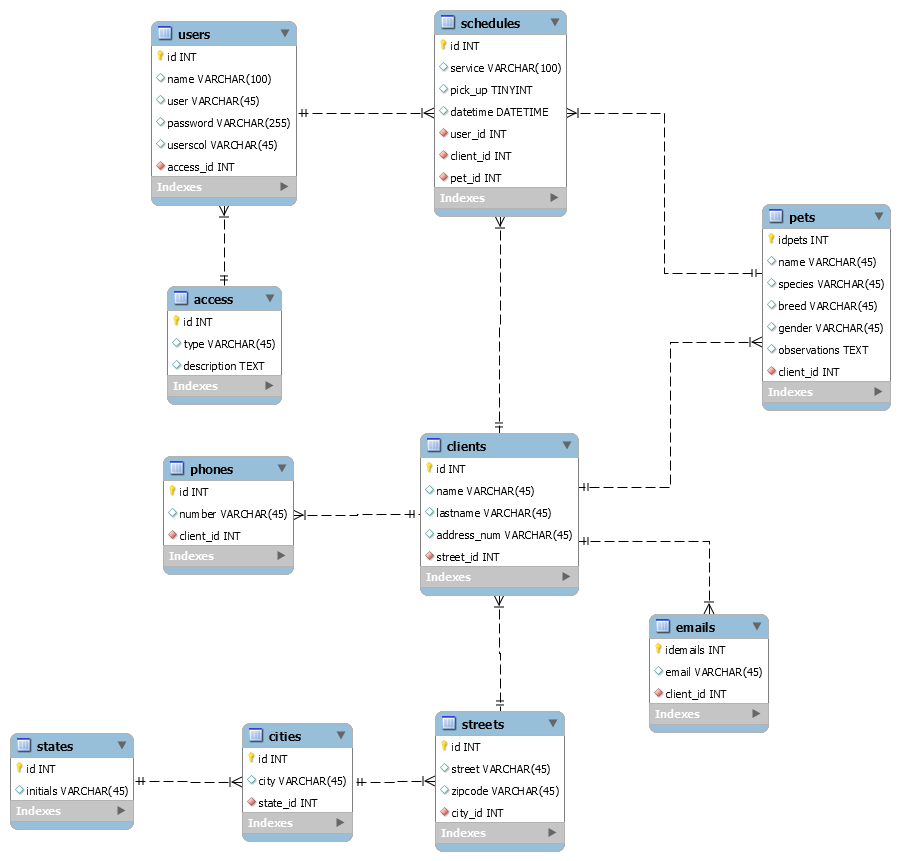 users
id INT
name VARCHAR(100)
user VARCHAR(45)
password VARCHAR(255)
userscol VARCHAR(45)
access_id INT
Indexes
schedules
id INT
service VARCHAR(100)
pick_up TINYINT
datetime DATETIME
user_id INT
client_id INT
pet_id INT
Indexes
pets
idpets INT
name VARCHAR(45)
species VARCHAR(45)
breed VARCHAR(45)
gender VARCHAR(45)
observations TEXT
client_id INT
Indexes
access
id INT
type VARCHAR(45)
description TEXT
Indexes
phones
id INT
number VARCHAR(45)
client_id INT
Indexes
clients
id INT
name VARCHAR(45)
lastname VARCHAR(45)
address_num VARCHAR(45)
street_id INT
Indexes
emails
idemails INT
email VARCHAR(45)
client_id INT
Indexes
states
id INT
initials VARCHAR(45)
Indexes
cities
id INT
city VARCHAR(45)
state_id INT
Indexes
streets
id INT
street VARCHAR(45)
zipcode VARCHAR(45)
city_id INT
Indexes